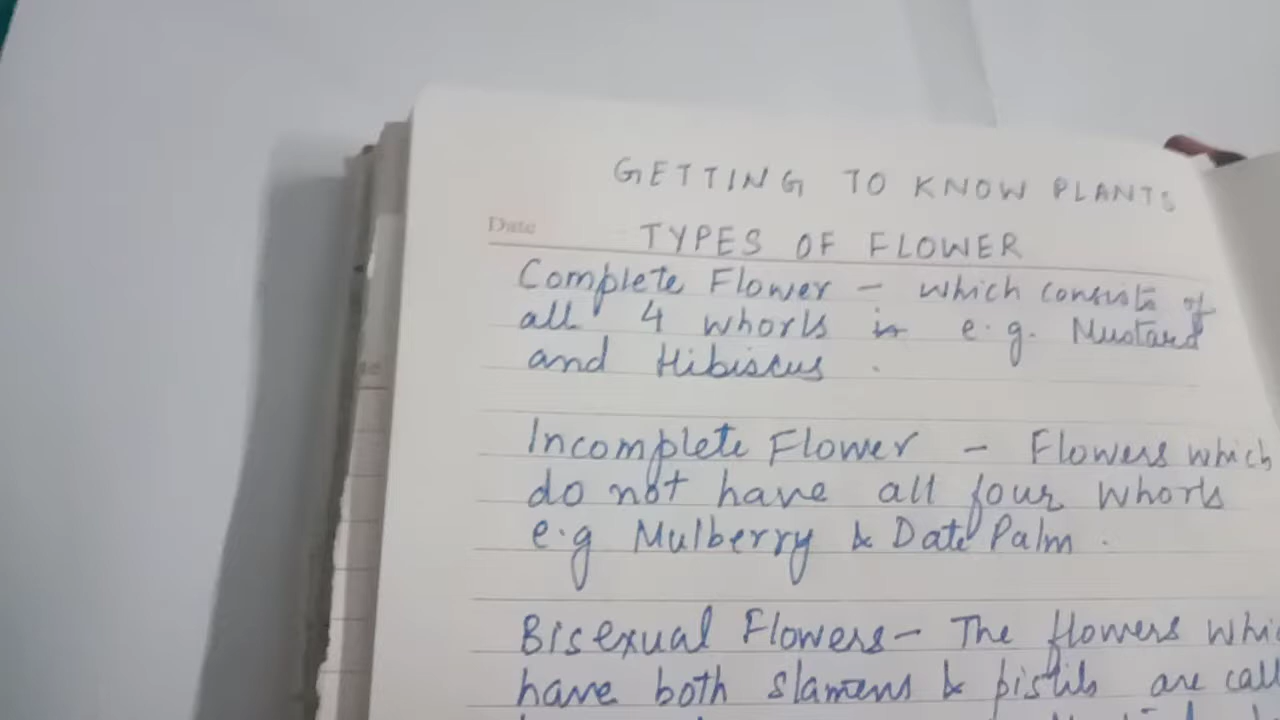 GETTING TO KNOW PLANTS
Date
TYPES OF FLOWER
Complete Flower - which consists of
all 4 whorls in e.g. Mustard
and Hibiscus .
Incomplete Flower - Flowers which
do not have all four whorls
e.g Mulberry & Date Palm .
Bisexual Flowers - The flowers whic
have both stamens & pistils are call